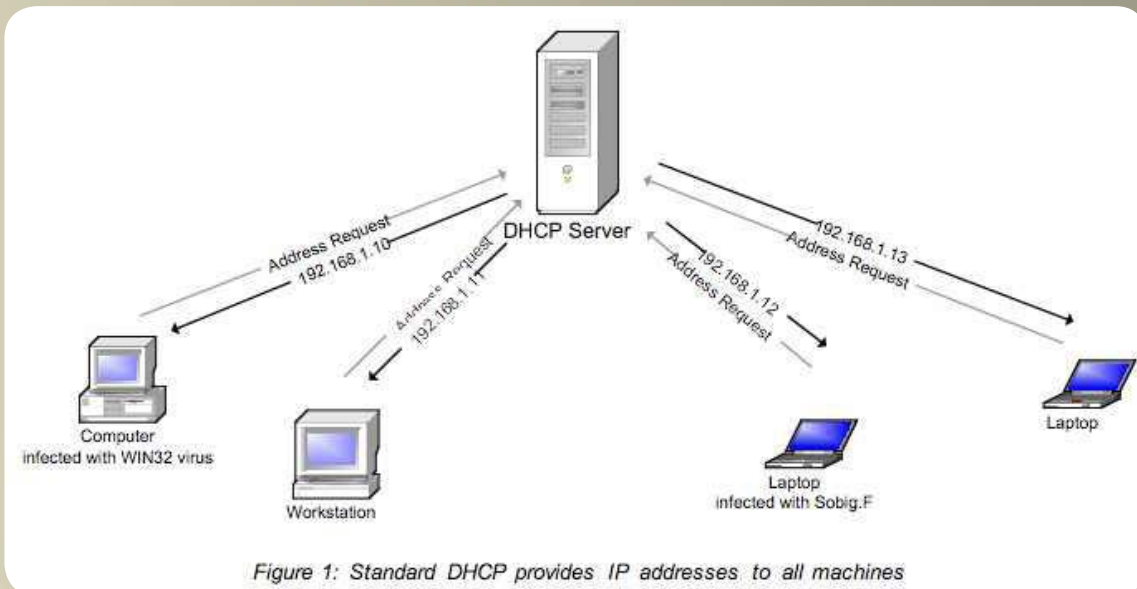 DHCP Server
Address Request
192.168.1.10
Address Request
192.168.1.11
192.168.1.12
Address Request
192.168.1.13
Address Request
Computer
infected with WIN32 virus
Workstation
Laptop
infected with Sobig.F
Laptop
Figure 1: Standard DHCP provides IP addresses to all machines